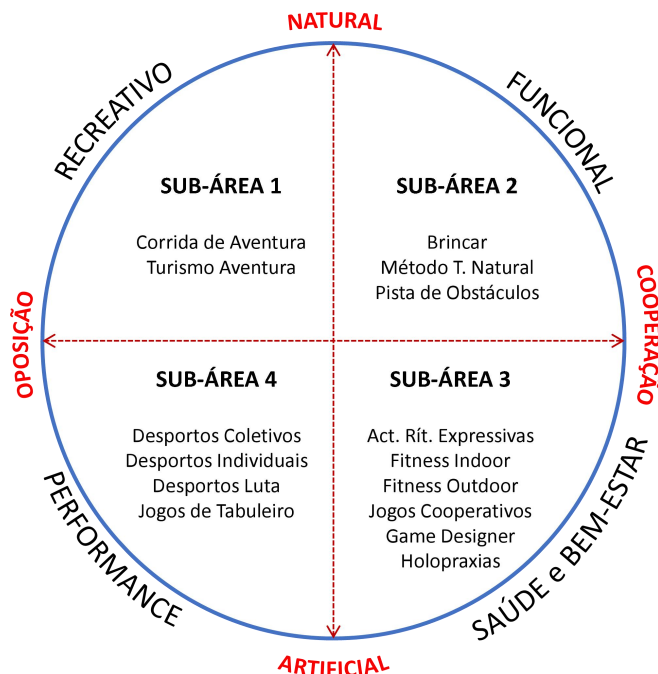 NATURAL
RECREATIVO
FUNCIONAL
SUB-ÁREA 1
Corrida de Aventura
Turismo Aventura
SUB-ÁREA 2
Brincar
Método T. Natural
Pista de Obstáculos
OPOSIÇÃO
COOPERAÇÃO
SUB-ÁREA 4
Desportos Coletivos
Desportos Individuais
Desportos Luta
Jogos de Tabuleiro
SUB-ÁREA 3
Act. Rít. Expressivas
Fitness Indoor
Fitness Outdoor
Jogos Cooperativos
Game Designer
Holopraxias
PERFORMANCE
SAÚDE e BEM-ESTAR
ARTIFICIAL